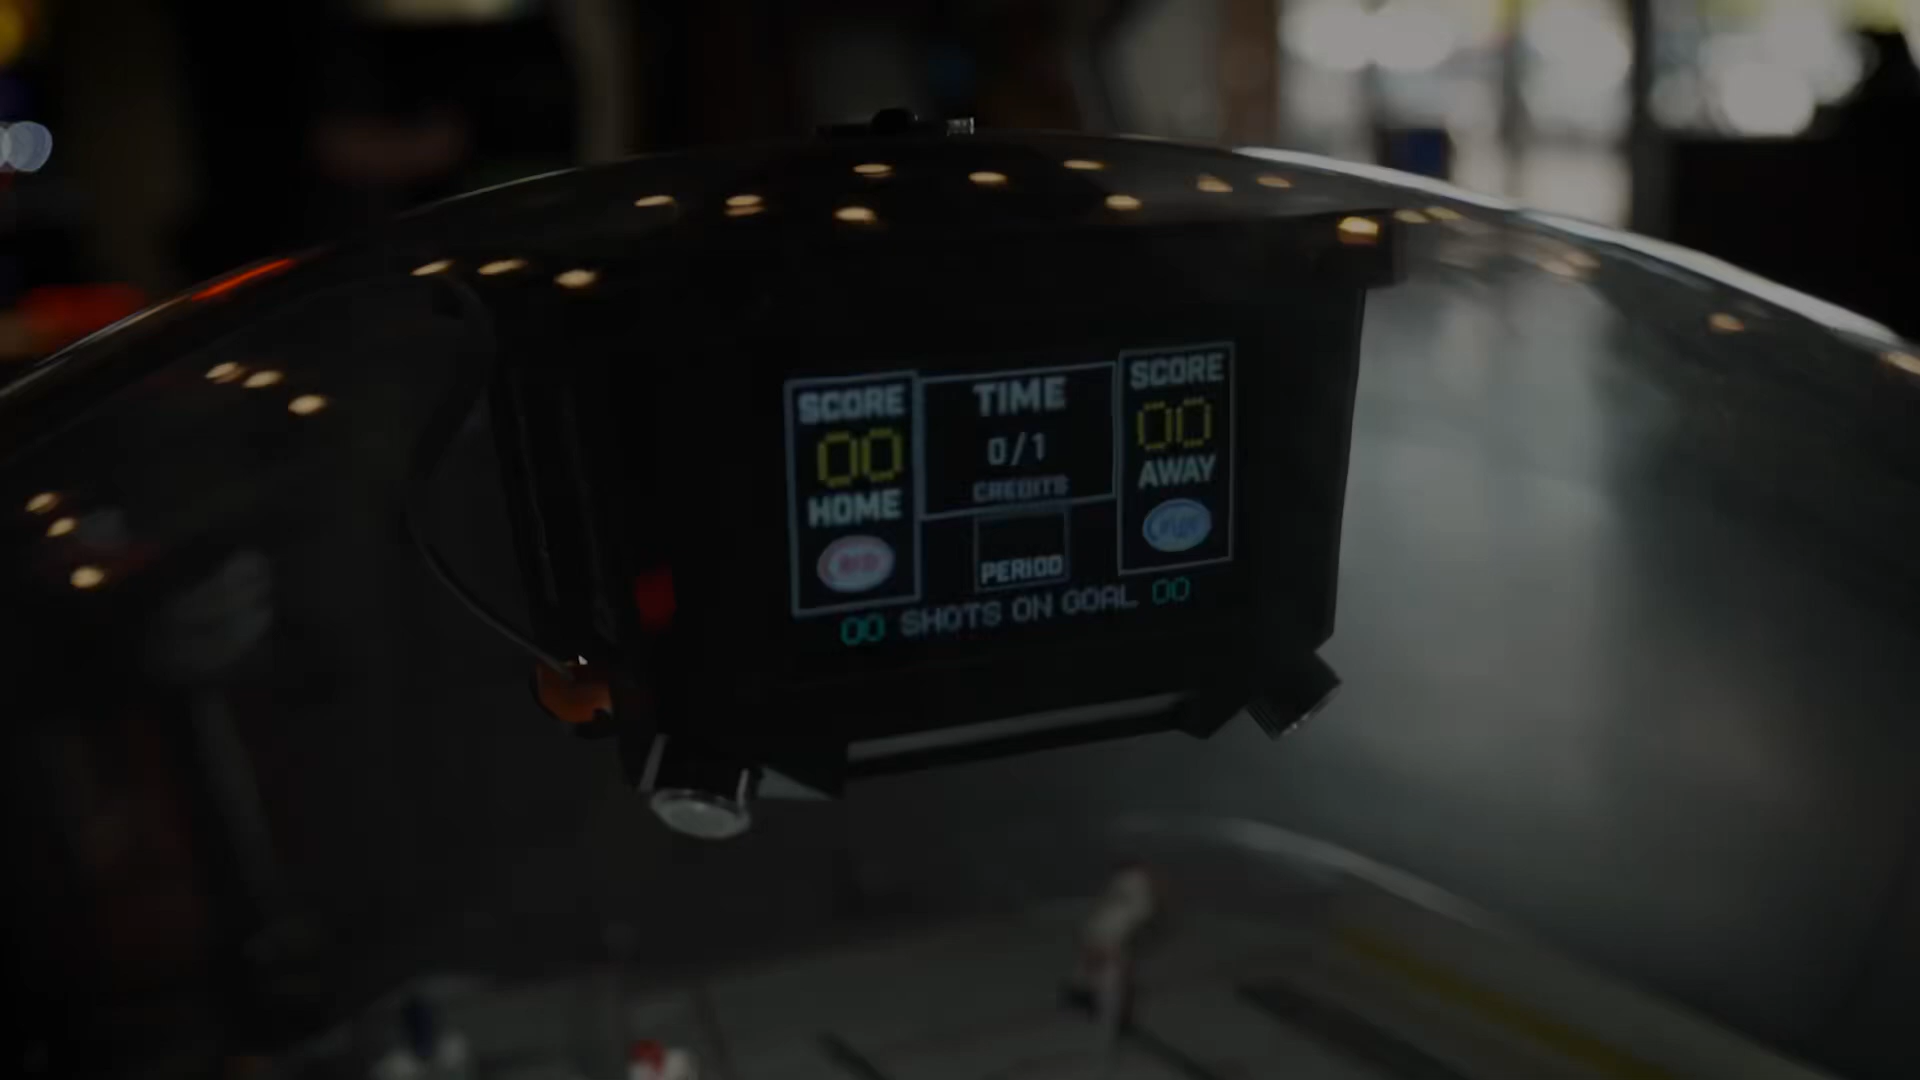 SCORE
00
HOME
TIME
0/1
CREDITS
PERIOD
SCORE
00
AWAY
00 SHOTS ON GOAL 00